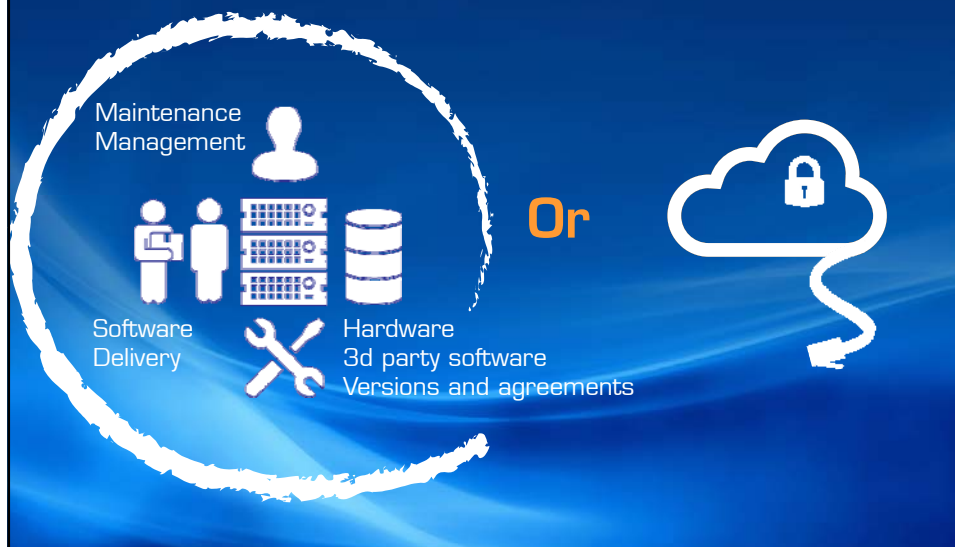 Maintenance
Management
Or
Software
Delivery
Hardware
3d party software
Versions and agreements